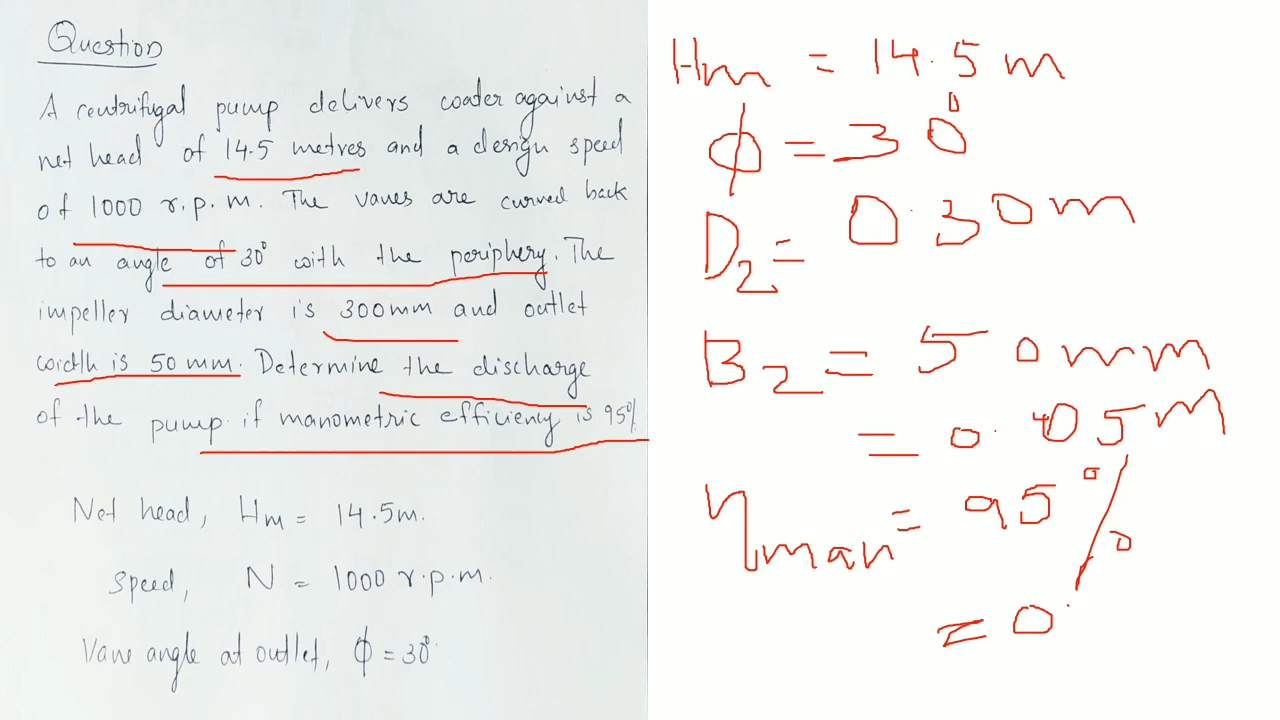 Question
A centrifugal pump delivers water against a
net head of 14.5 metres and a design speed
of 1000 r.p.m. The vanes are curved back
to an angle of 30° with the periphery. The
impeller diameter is 300mm and outlet
width is 50 mm. Determine the discharge
of the pump if manometric efficiency is 95%
Net head, Hm = 14.5m.
Speed, N = 1000 r.p.m.
Vane angle at outlet, ϕ = 30°
Hm = 14.5 m
ϕ = 30°
D2 = 0.30m
B2 = 50mm
= 0.05m
ηman = 95%
= 0.